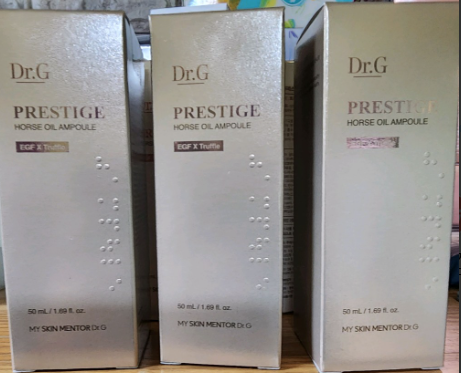 Dr.G
PRESTIGE
HORSE OIL AMPOULE
EGF X Truffle
50 mL / 1.69 fl. oz.
MY SKIN MENTOR Dr.G
Dr.G
PRESTIGE
HORSE OIL AMPOULE
EGF X Truffle
50 mL / 1.69 fl. oz.
MY SKIN MENTOR Dr.G
Dr.G
PRESTIGE
HORSE OIL AMPOULE
50 mL / 1.69 fl. oz.
MY SKIN MENTOR Dr.G